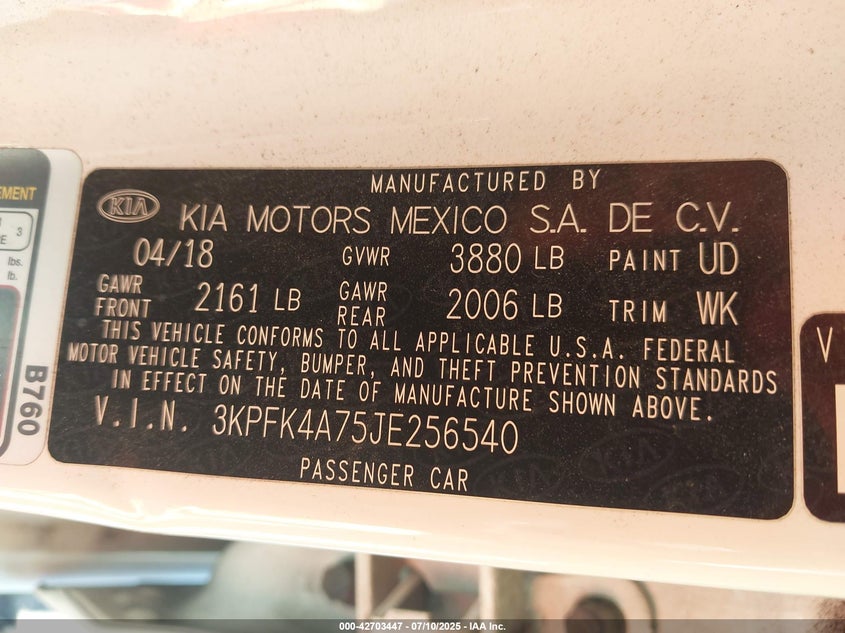 MANUFACTURED BY
KIA KIA MOTORS MEXICO S.A. DE C.V.
04/18 GVWR 3880 LB PAINT UD
GAWR FRONT 2161 LB GAWR REAR 2006 LB TRIM WK
THIS VEHICLE CONFORMS TO ALL APPLICABLE U.S.A. FEDERAL
MOTOR VEHICLE SAFETY, BUMPER, AND THEFT PREVENTION STANDARDS
IN EFFECT ON THE DATE OF MANUFACTURE SHOWN ABOVE.
V.I.N. 3KPFK4A75JE256540
PASSENGER CAR
3
lbs.
lb.
B760
V
000-42703447 - 07/10/2025 - IAA Inc.